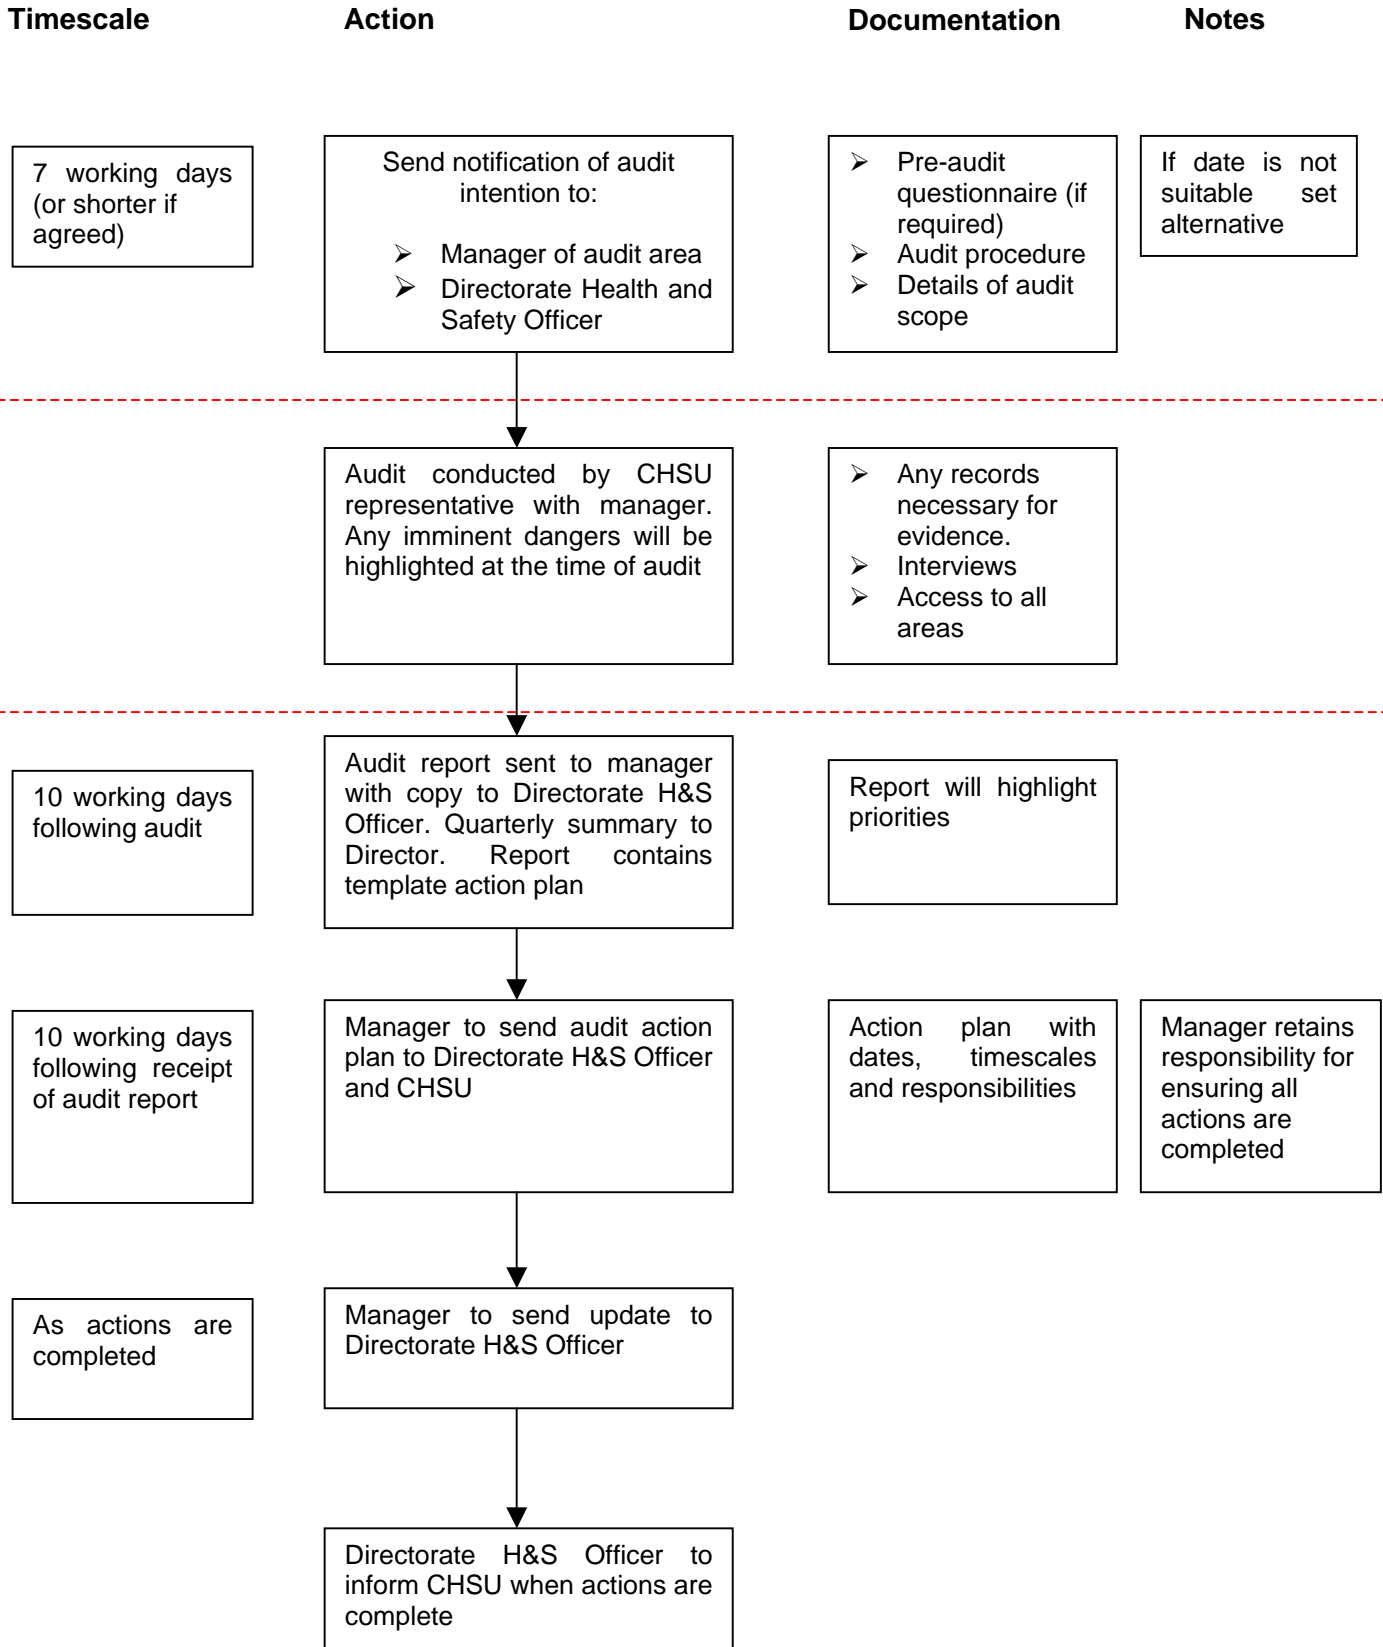 Timescale
Action
Documentation
Notes
7 working days
(or shorter if
agreed)
Send notification of audit
intention to:
➢ Manager of audit area
➢ Directorate Health and
Safety Officer
➢ Pre-audit
questionnaire (if
required)
➢ Audit procedure
➢ Details of audit
scope
If date is not
suitable set
alternative
Audit conducted by CHSU
representative with manager.
Any imminent dangers will be
highlighted at the time of audit
➢ Any records
necessary for
evidence.
➢ Interviews
➢ Access to all
areas
10 working days
following audit
Audit report sent to manager
with copy to Directorate H&S
Officer. Quarterly summary to
Director. Report contains
template action plan
Report will highlight
priorities
10 working days
following receipt
of audit report
Manager to send audit action
plan to Directorate H&S Officer
and CHSU
Action plan with
dates, timescales
and responsibilities
Manager retains
responsibility for
ensuring all
actions are
completed
As actions are
completed
Manager to send update to
Directorate H&S Officer
Directorate H&S Officer to
inform CHSU when actions are
complete